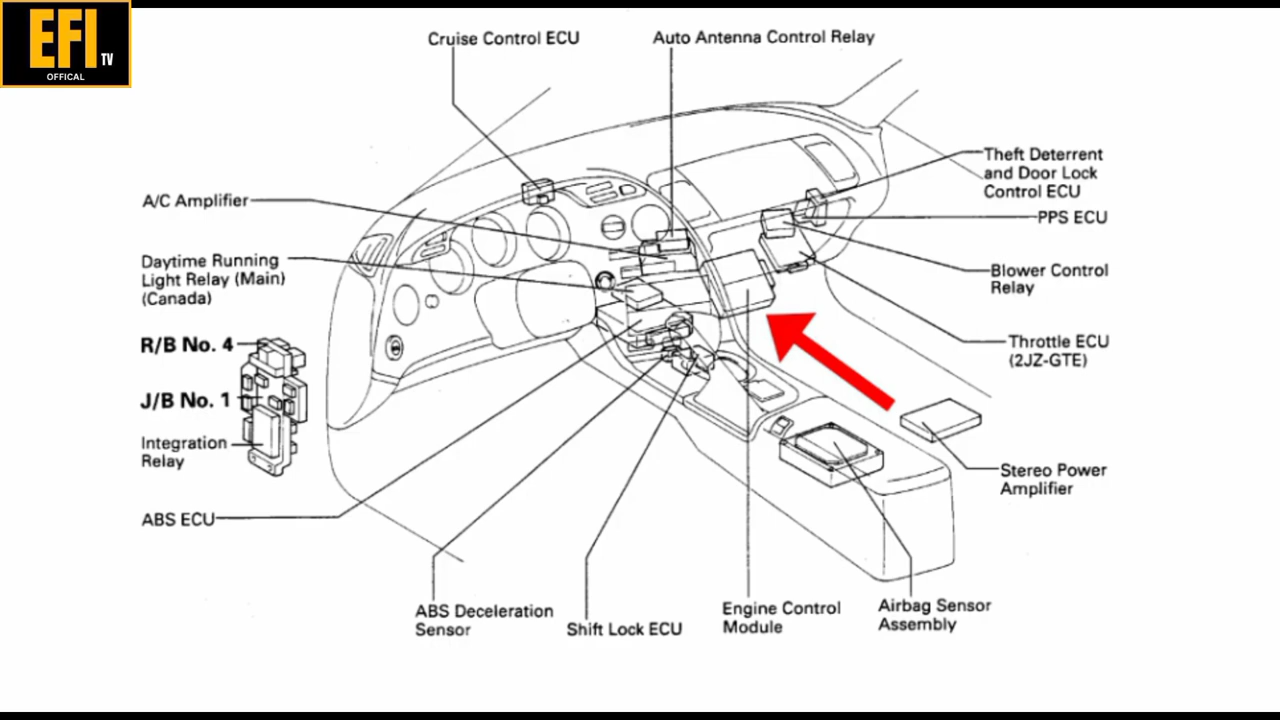 EFI TV
OFFICAL
Cruise Control ECU
Auto Antenna Control Relay
Theft Deterrent
and Door Lock
Control ECU
A/C Amplifier
PPS ECU
Daytime Running
Light Relay (Main)
(Canada)
Blower Control
Relay
R/B No. 4
Throttle ECU
(2JZ-GTE)
J/B No. 1
Integration
Relay
Stereo Power
Amplifier
ABS ECU
ABS Deceleration
Sensor
Shift Lock ECU
Engine Control
Module
Airbag Sensor
Assembly